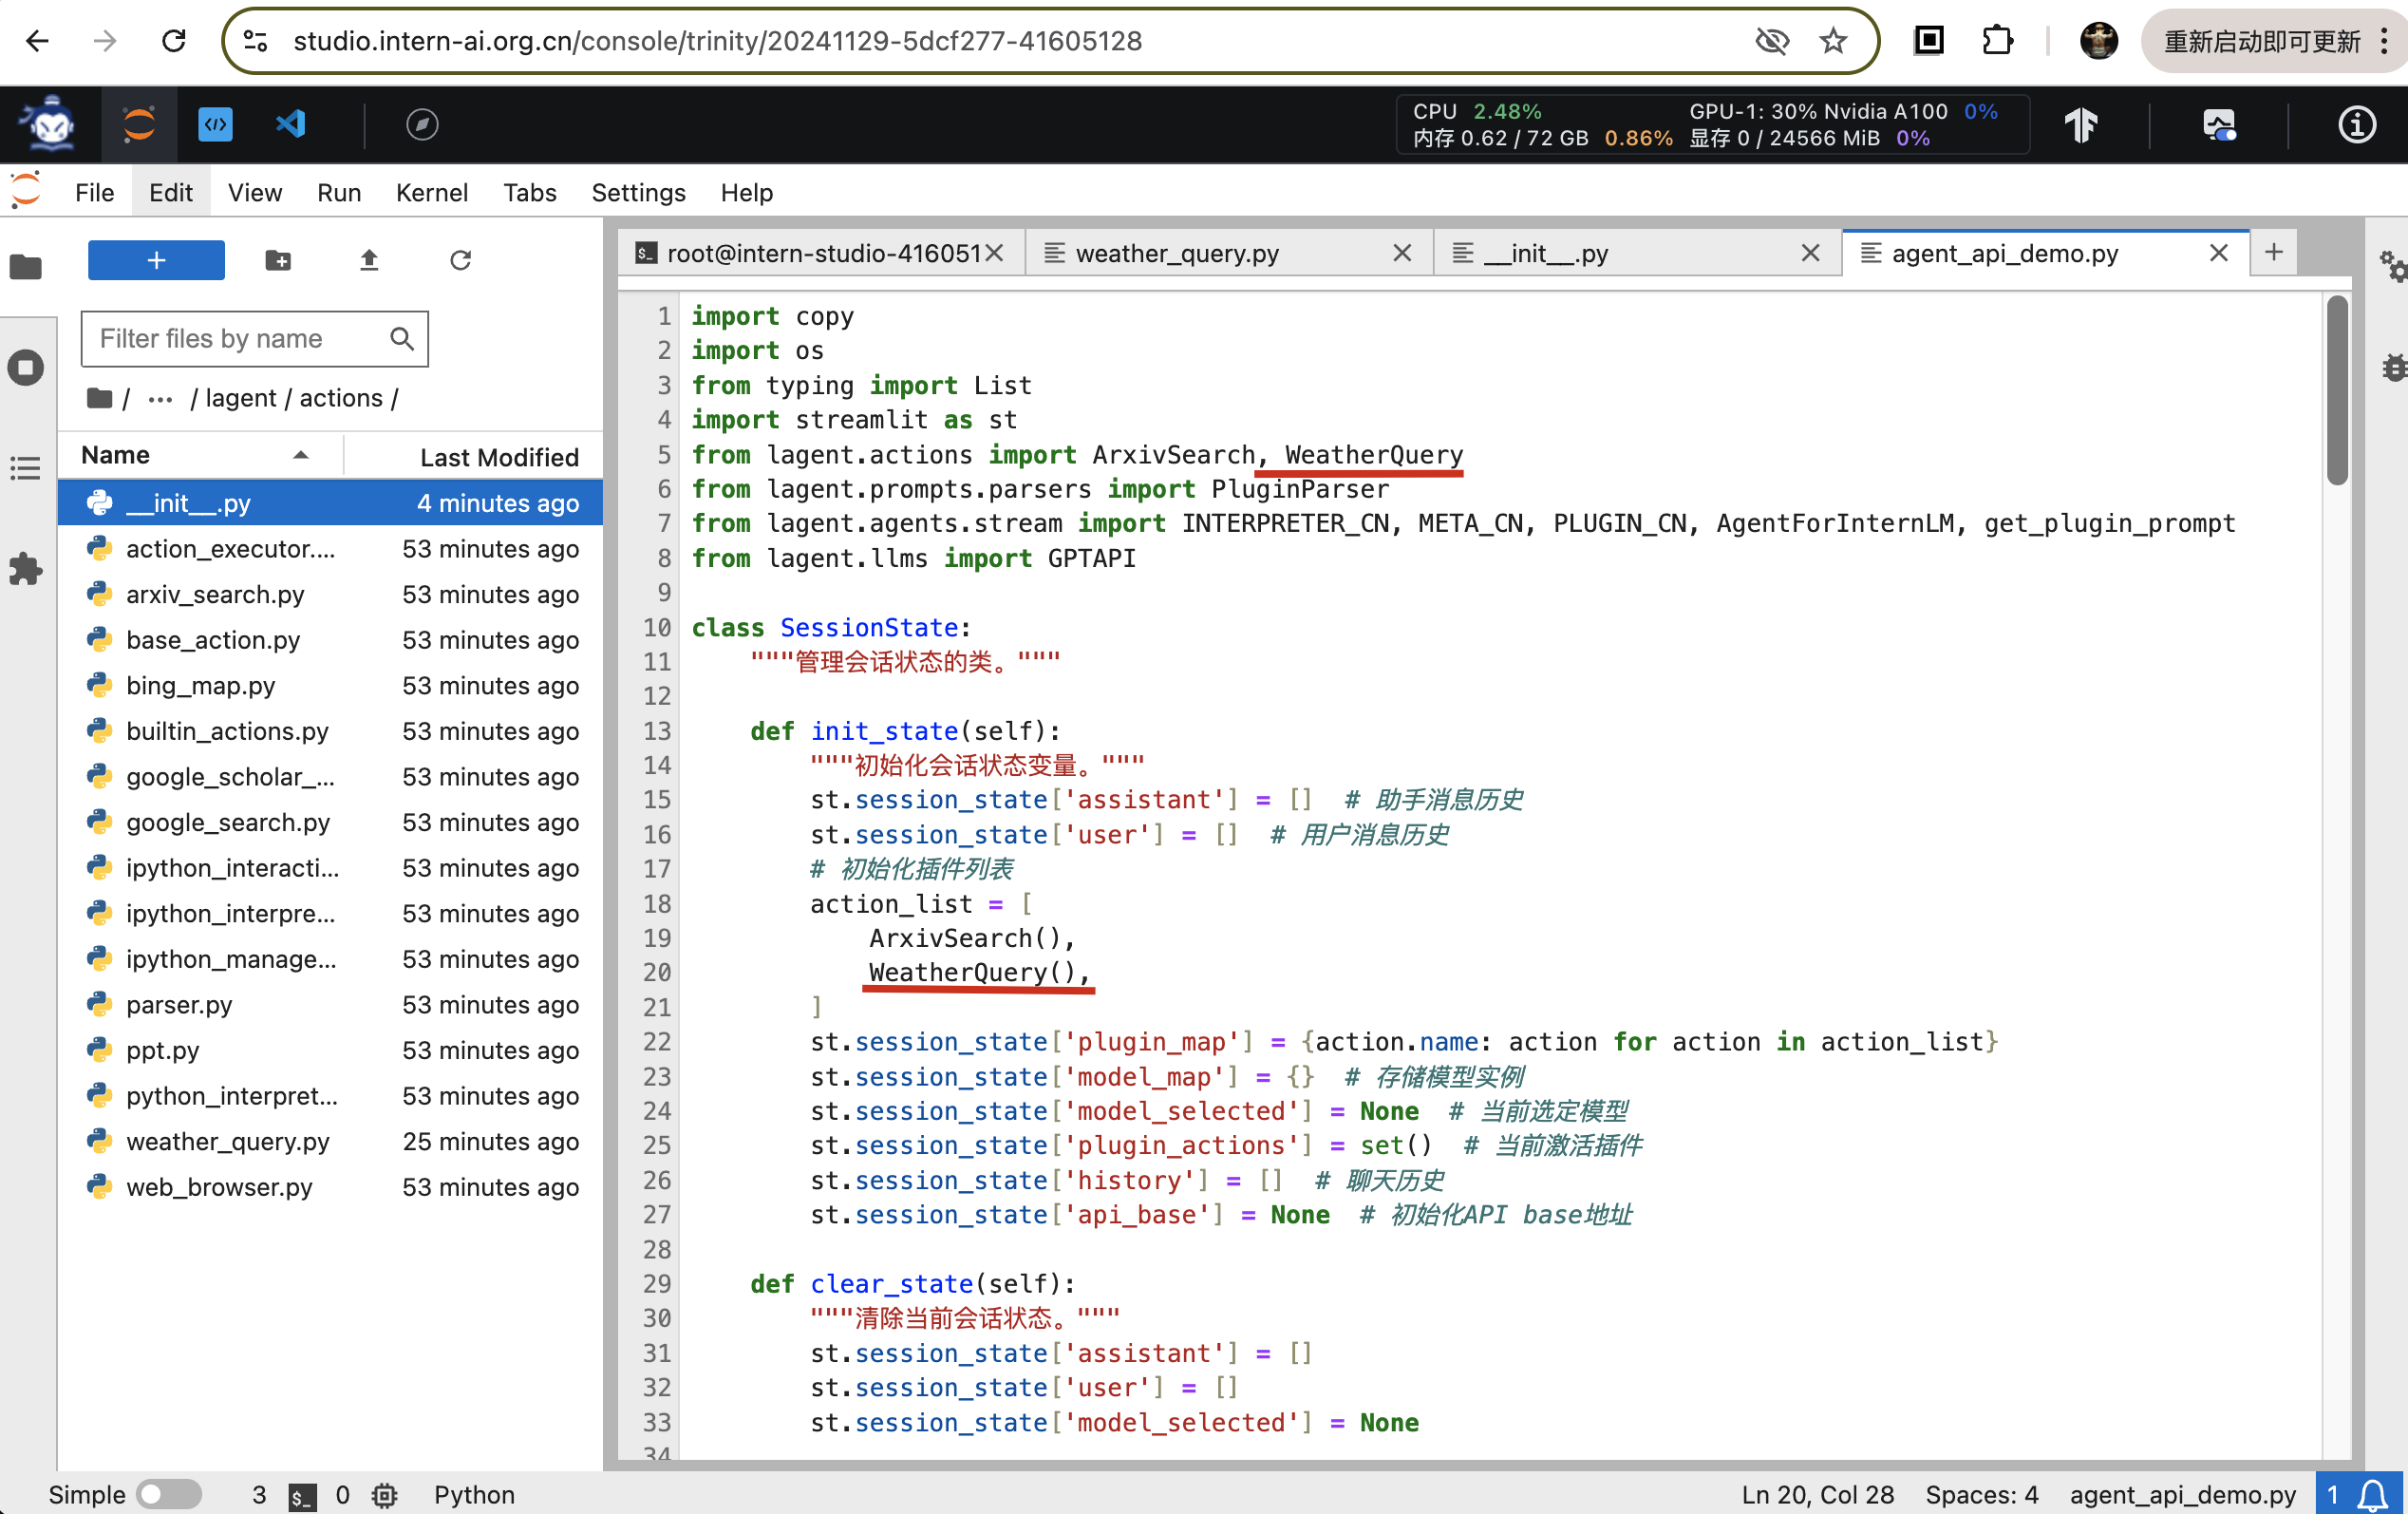 studio.intern-ai.org.cn/console/trinity/20241129-5dcf277-41605128
重新启动即可更新
CPU 2.48% GPU-1: 30% Nvidia A100 0%
内存 0.62 / 72 GB 0.86% 显存 0 / 24566 MiB 0%
File Edit View Run Kernel Tabs Settings Help
root@intern-studio-416051
weather_query.py
__init__.py
agent_api_demo.py
Filter files by name
/ ··· / lagent / actions /
Name Last Modified
__init__.py 4 minutes ago
action_executor.... 53 minutes ago
arxiv_search.py 53 minutes ago
base_action.py 53 minutes ago
bing_map.py 53 minutes ago
builtin_actions.py 53 minutes ago
google_scholar_... 53 minutes ago
google_search.py 53 minutes ago
ipython_interacti... 53 minutes ago
ipython_interpre... 53 minutes ago
ipython_manage... 53 minutes ago
parser.py 53 minutes ago
ppt.py 53 minutes ago
python_interpret... 53 minutes ago
weather_query.py 25 minutes ago
web_browser.py 53 minutes ago
1 import copy
2 import os
3 from typing import List
4 import streamlit as st
5 from lagent.actions import ArxivSearch, WeatherQuery
6 from lagent.prompts.parsers import PluginParser
7 from lagent.agents.stream import INTERPRETER_CN, META_CN, PLUGIN_CN, AgentForInternLM, get_plugin_prompt
8 from lagent.llms import GPTAPI
9
10 class SessionState:
11 """管理会话状态的类。"""
12
13 def init_state(self):
14 """初始化会话状态变量。"""
15 st.session_state['assistant'] = [] # 助手消息历史
16 st.session_state['user'] = [] # 用户消息历史
17 # 初始化插件列表
18 action_list = [
19 ArxivSearch(),
20 WeatherQuery(),
21 ]
22 st.session_state['plugin_map'] = {action.name: action for action in action_list}
23 st.session_state['model_map'] = {} # 存储模型实例
24 st.session_state['model_selected'] = None # 当前选定模型
25 st.session_state['plugin_actions'] = set() # 当前激活插件
26 st.session_state['history'] = [] # 聊天历史
27 st.session_state['api_base'] = None # 初始化API base地址
28
29 def clear_state(self):
30 """清除当前会话状态。"""
31 st.session_state['assistant'] = []
32 st.session_state['user'] = []
33 st.session_state['model_selected'] = None
34
Simple 3 $_ 0 Python Ln 20, Col 28 Spaces: 4 agent_api_demo.py 1